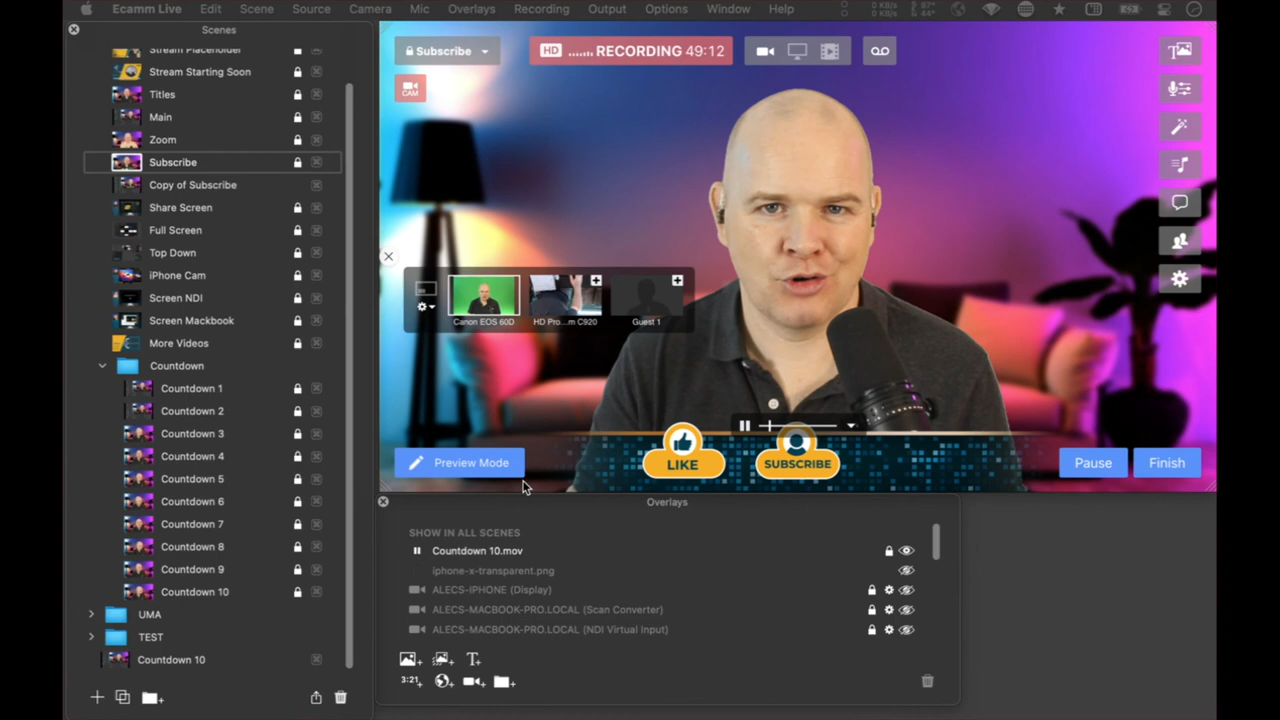 Ecamm Live Edit Scene Source Camera Mic Overlays Recording Output Options Window Help
Scenes
Stream Placeholder
Stream Starting Soon
Titles
Main
Zoom
Subscribe
Copy of Subscribe
Share Screen
Full Screen
Top Down
iPhone Cam
Screen NDI
Screen Mackbook
More Videos
Countdown
Countdown 1
Countdown 2
Countdown 3
Countdown 4
Countdown 5
Countdown 6
Countdown 7
Countdown 8
Countdown 9
Countdown 10
UMA
TEST
Countdown 10
Subscribe
HD RECORDING 49:12
CAM
Canon EOS 60D
HD Pro...m C920
Guest 1
Preview Mode
LIKE
SUBSCRIBE
Pause
Finish
Overlays
SHOW IN ALL SCENES
Countdown 10.mov
iphone-x-transparent.png
ALECS-IPHONE (Display)
ALECS-MACBOOK-PRO.LOCAL (Scan Converter)
ALECS-MACBOOK-PRO.LOCAL (NDI Virtual Input)
T+
3:21+